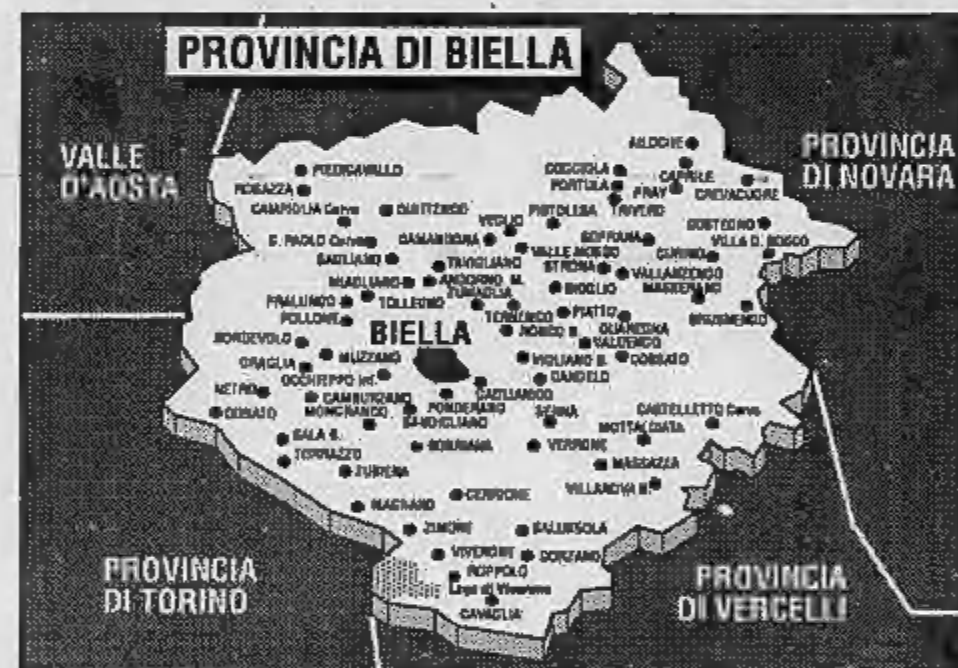 PROVINCIA DI BIELLA
VALLE
D'AOSTA
PROVINCIA
DI NOVARA
AILOCHE
PIEDICAVALLO
COGGIOLA
CAPRILE
ROSAZZA
PORTULA
PRAY
CREVACUORE
CAMPIGLIA Cervo
QUITTENGO
PISTOLESA
TRIVERO
VEGLIO
SOSTEGNO
S. PAOLO Cervo
CAMANDONA
SOPRANA
VILLA D. BOSCO
VALLE MOSSO
CURINO
SAGLIANO
TAVIGLIANO
STRONA
VALLANZENGO
MIAGLIANO
ANDORNO M.
BIOGLIO
MASSERANO
ZUMAGLIA
PRALUNGO
TOLLEGNO
TERNENGO
PIATTO
BRUSNENGO
POLLONE
QUAREGNA
BIELLA
RONCO B.
VALDENGO
SORDEVOLO
MUZZANO
VIGLIANO B.
COSSATO
GRAGLIA
OCCHIEPPO Inf.
CANDELO
NETRO
CAMBURZANO
GAGLIANICO
DONATO
MONGRANDO
PONDERANO
BENNA
CASTELLETTO Cervo
SANDIGLIANO
MOTTALCIATA
SALA B.
BORRIANA
VERRONE
TORRAZZO
MASSAZZA
ZUBIENA
VILLANOVA B.
CERRIONE
MAGNANO
ZIMONE
SALUSSOLA
VIVERONE
DORZANO
ROPPOLO
PROVINCIA
DI TORINO
Lago di Viverone
CAVAGLIA'
PROVINCIA
DI VERCELLI